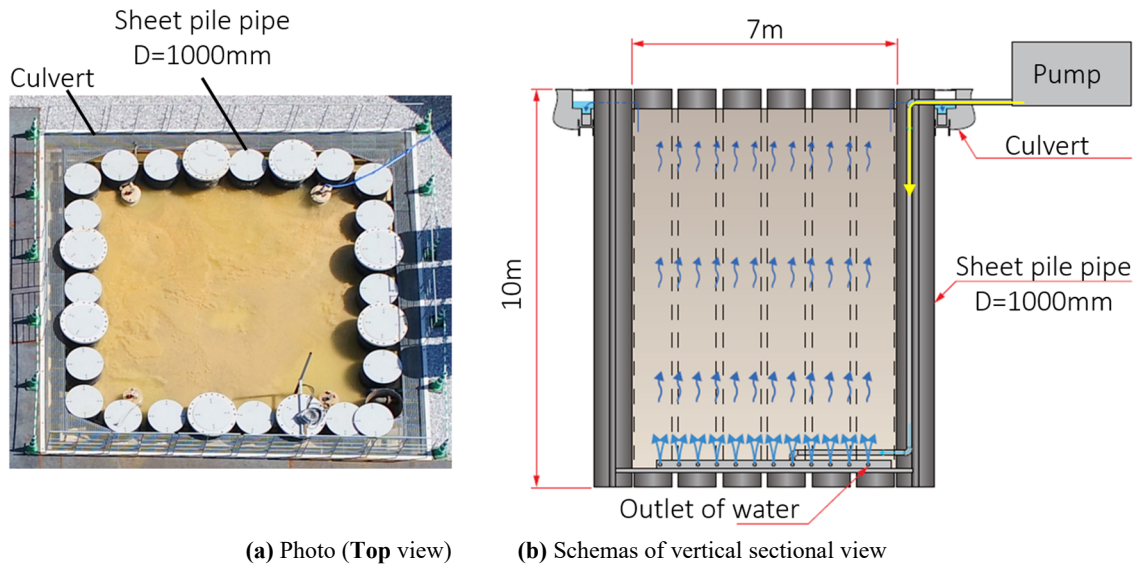 Sheet pile pipe
D=1000mm
Culvert
7m
Pump
Culvert
10m
Sheet pile pipe
D=1000mm
Outlet of water
(a) Photo (Top view)
(b) Schemas of vertical sectional view